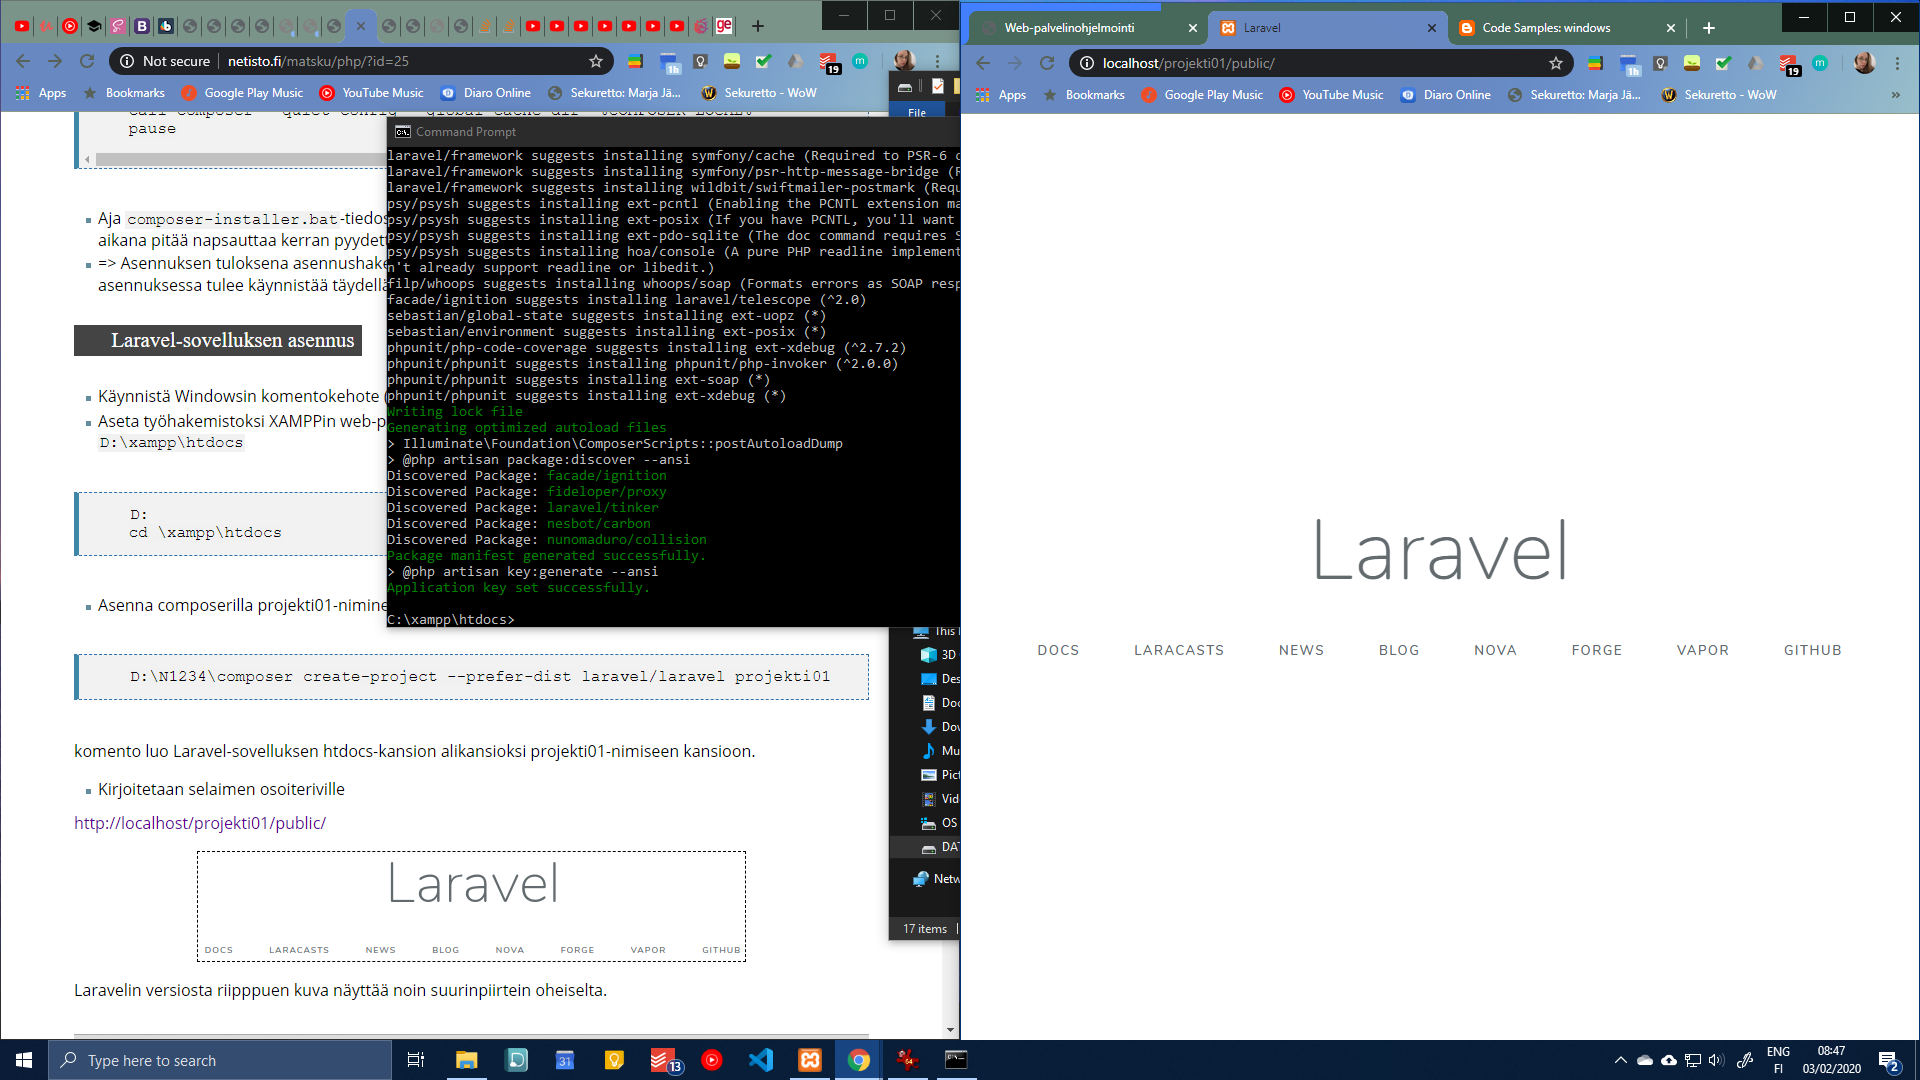 Not secure
netisto.fi/matsku/php/?id=25
19
1h
Apps
Bookmarks
Google Play Music
YouTube Music
Diaro Online
Sekuretto: Marja Jä...
Sekuretto - WoW
pause
Aja composer-installer.bat-tiedos
aikana pitää napsauttaa kerran pyydet
=> Asennuksen tuloksena asennushake
asennuksessa tulee käynnistää täydellä
Laravel-sovelluksen asennus
Käynnistä Windowsin komentokehote
Aseta työhakemistoksi XAMPPin web-p
D:\xampp\htdocs
D:
cd \xampp\htdocs
Asenna composerilla projekti01-nimine
D:\N1234\composer create-project --prefer-dist laravel/laravel projekti01
komento luo Laravel-sovelluksen htdocs-kansion alikansioksi projekti01-nimiseen kansioon.
Kirjoitetaan selaimen osoiteriville
http://localhost/projekti01/public/
Laravel
DOCS LARACASTS NEWS BLOG NOVA FORGE VAPOR GITHUB
Laravelin versiosta riipppuen kuva näyttää noin suurinpiirtein oheiselta.
Command Prompt
laravel/framework suggests installing symfony/cache (Required to PSR-6 c
laravel/framework suggests installing symfony/psr-http-message-bridge (R
laravel/framework suggests installing wildbit/swiftmailer-postmark (Requ
psy/psysh suggests installing ext-pcntl (Enabling the PCNTL extension ma
psy/psysh suggests installing ext-posix (If you have PCNTL, you'll want
psy/psysh suggests installing ext-pdo-sqlite (The doc command requires S
psy/psysh suggests installing hoa/console (A pure PHP readline implement
n't already support readline or libedit.)
filp/whoops suggests installing whoops/soap (Formats errors as SOAP resp
facade/ignition suggests installing laravel/telescope (^2.0)
sebastian/global-state suggests installing ext-uopz (*)
sebastian/environment suggests installing ext-posix (*)
phpunit/php-code-coverage suggests installing ext-xdebug (^2.7.2)
phpunit/phpunit suggests installing phpunit/php-invoker (^2.0.0)
phpunit/phpunit suggests installing ext-soap (*)
phpunit/phpunit suggests installing ext-xdebug (*)
Writing lock file
Generating optimized autoload files
> Illuminate\Foundation\ComposerScripts::postAutoloadDump
> @php artisan package:discover --ansi
Discovered Package: facade/ignition
Discovered Package: fideloper/proxy
Discovered Package: laravel/tinker
Discovered Package: nesbot/carbon
Discovered Package: nunomaduro/collision
Package manifest generated successfully.
> @php artisan key:generate --ansi
Application key set successfully.
C:\xampp\htdocs>
File
This
3D
Des
Doc
Dow
Mu
Pict
Vid
OS
DAT
Netw
17 items
Web-palvelinohjelmointi
Laravel
Code Samples: windows
localhost/projekti01/public/
1h
19
Apps
Bookmarks
Google Play Music
YouTube Music
Diaro Online
Sekuretto: Marja Jä...
Sekuretto - WoW
»
Laravel
DOCS LARACASTS NEWS BLOG NOVA FORGE VAPOR GITHUB
Type here to search
31
13
ENG
FI
08:47
03/02/2020
2